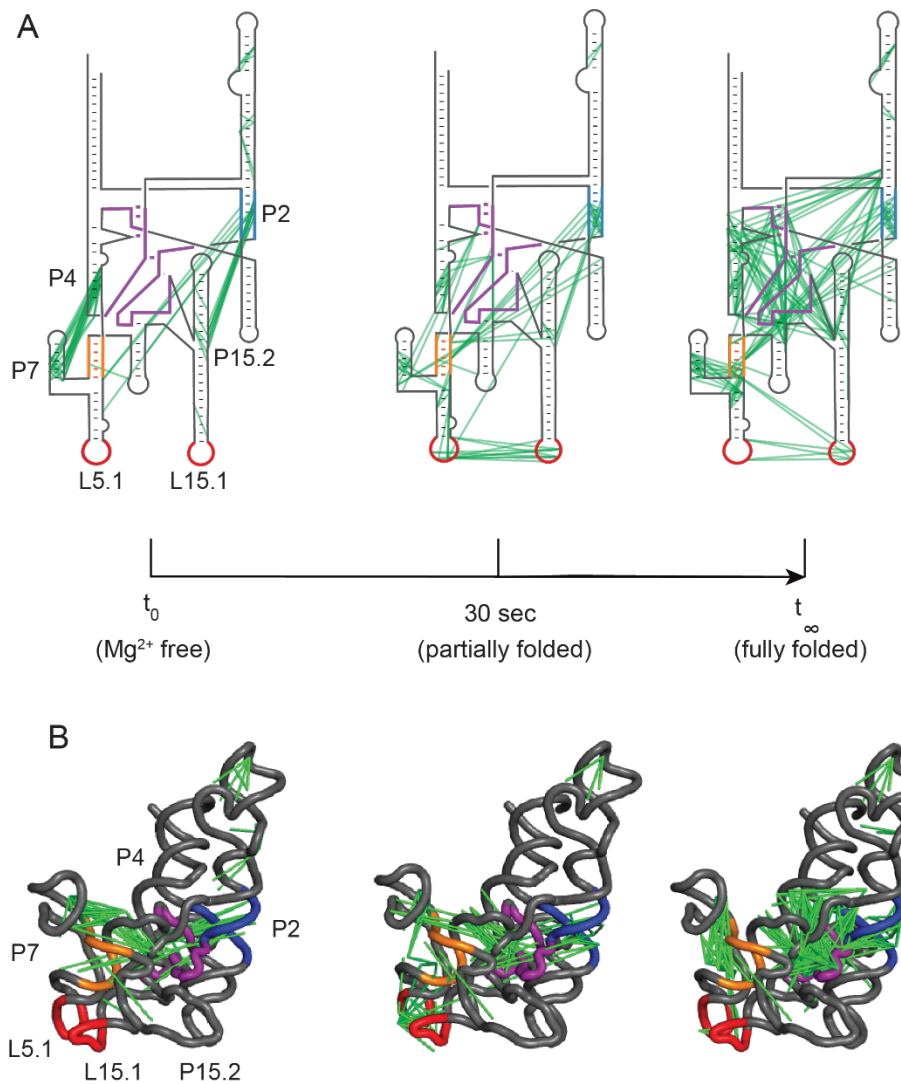 A
P2
P4
P7
P15.2
L5.1
L15.1
t0
30 sec
t∞
(Mg2+ free)
(partially folded)
(fully folded)
B
P4
P2
P7
L5.1
L15.1
P15.2